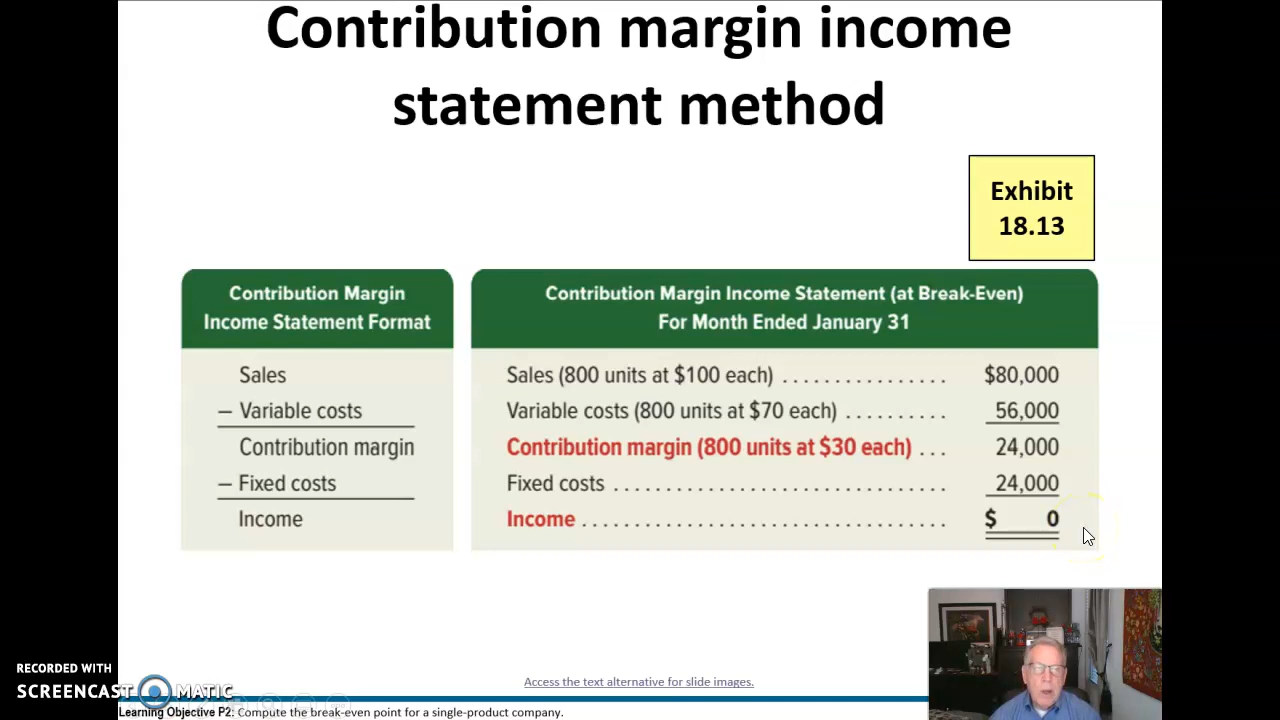 Contribution margin income
statement method
Exhibit
18.13
Contribution Margin
Income Statement Format
Sales
– Variable costs
Contribution margin
– Fixed costs
Income
Contribution Margin Income Statement (at Break-Even)
For Month Ended January 31
Sales (800 units at $100 each) . . . . . . . . . . . . . . . . $80,000
Variable costs (800 units at $70 each) . . . . . . . . . . 56,000
Contribution margin (800 units at $30 each) . . . 24,000
Fixed costs . . . . . . . . . . . . . . . . . . . . . . . . . . . . . . . . 24,000
Income . . . . . . . . . . . . . . . . . . . . . . . . . . . . . . . . . . . $ 0
Access the text alternative for slide images.
RECORDED WITH
SCREENCAST MATIC
Learning Objective P2: Compute the break-even point for a single-product company.